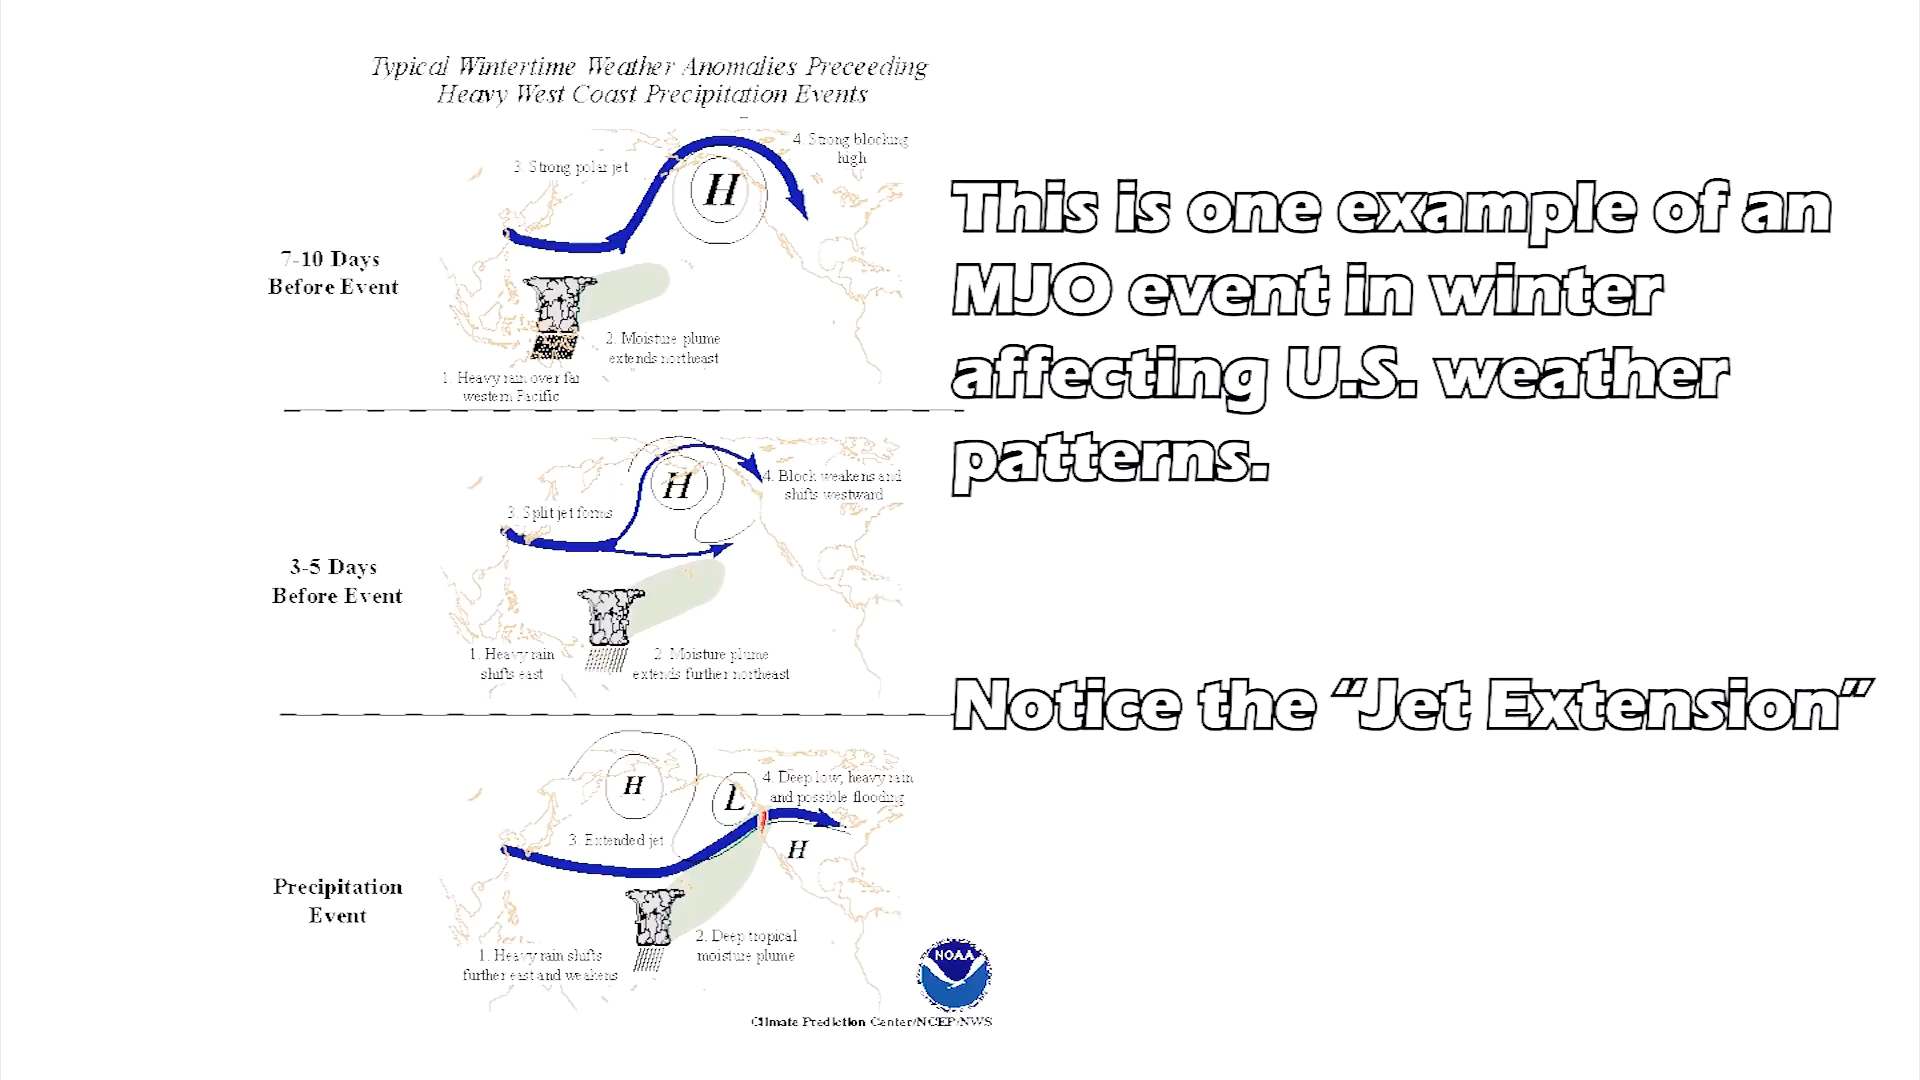 Typical Wintertime Weather Anomalies Preceeding
Heavy West Coast Precipitation Events
7-10 Days
Before Event
3. Strong polar jet
4. Strong blocking
high
H
2. Moisture plume
extends northeast
1. Heavy rain over far
western Pacific
3-5 Days
Before Event
3. Split jet forms
H
4. Block weakens and
shifts westward
1. Heavy rain
shifts east
2. Moisture plume
extends further northeast
Precipitation
Event
H
L
4. Deep low, heavy rain
and possible flooding
3. Extended jet
H
2. Deep tropical
moisture plume
1. Heavy rain shifts
further east and weakens
NOAA
Climate Prediction Center/NCEP/NWS
This is one example of an
MJO event in winter
affecting U.S. weather
patterns.
Notice the “Jet Extension”